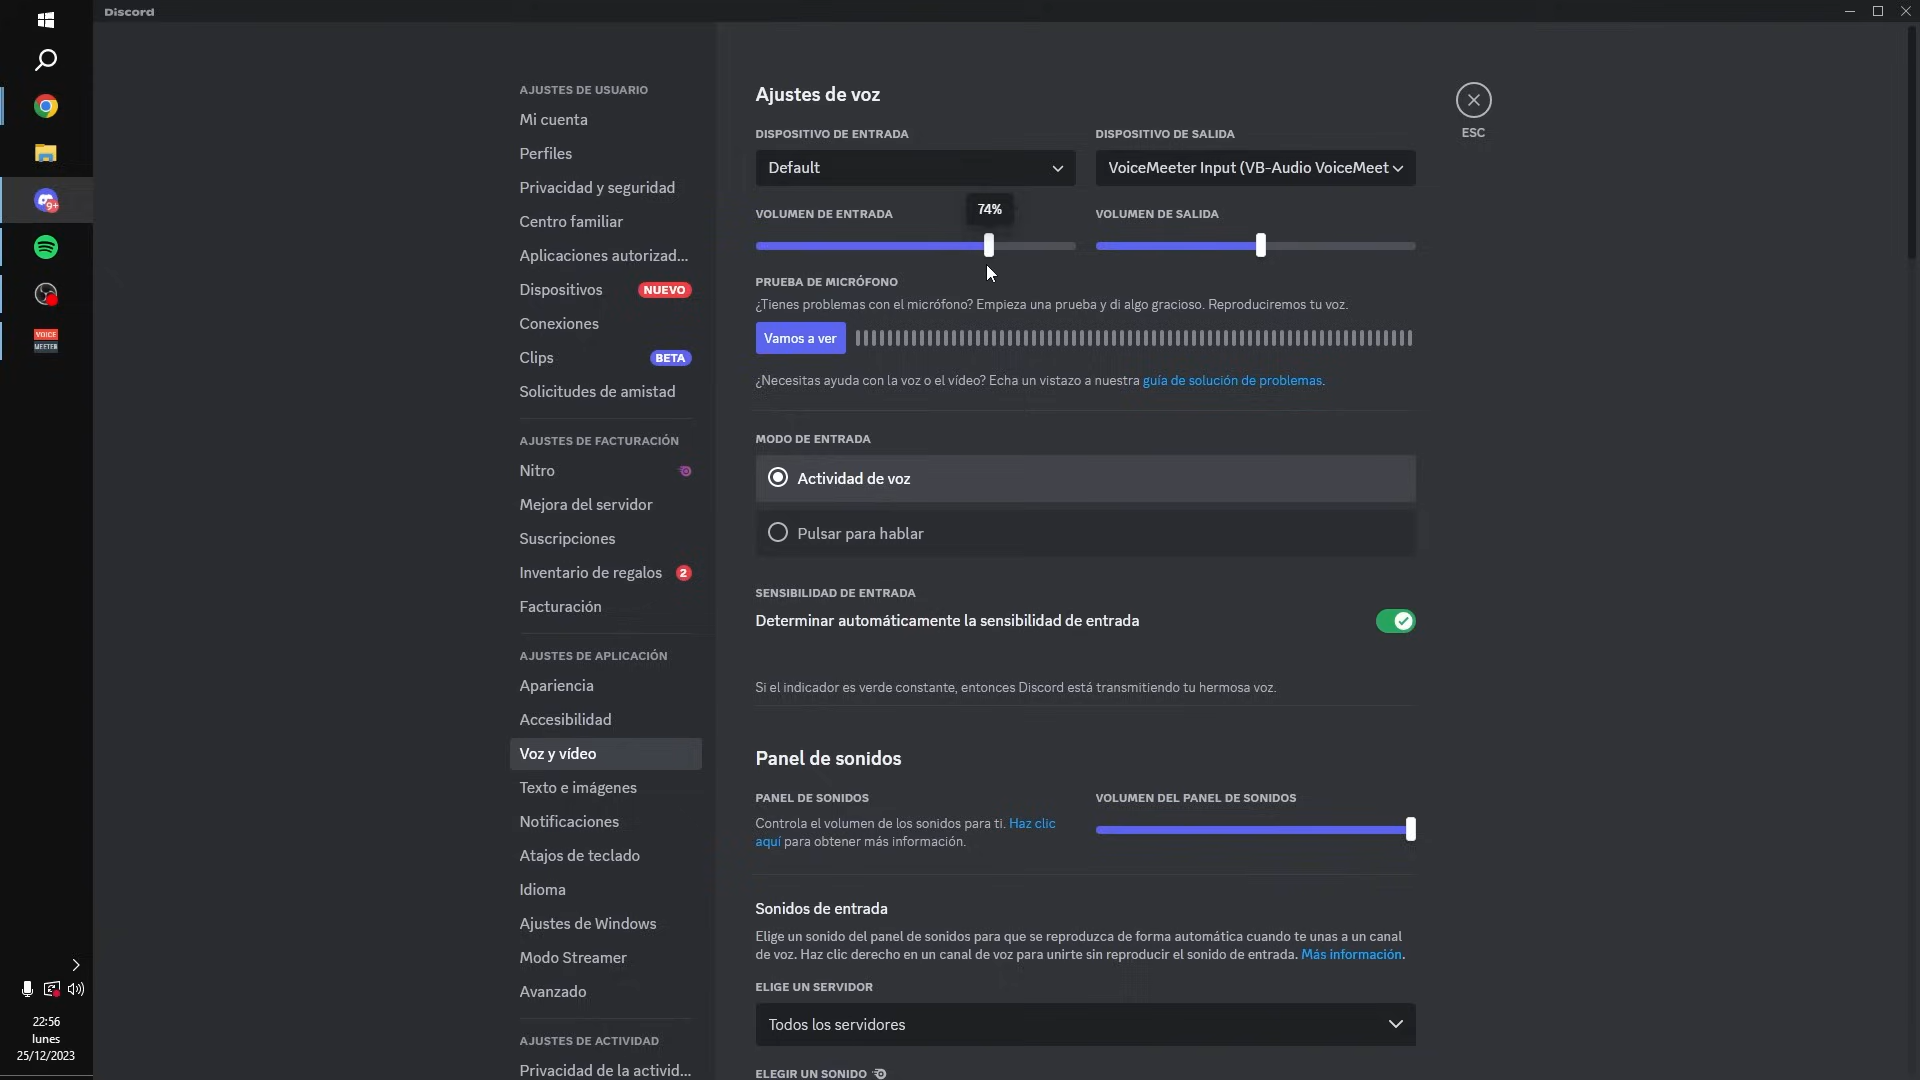 Discord
AJUSTES DE USUARIO
Mi cuenta
Perfiles
Privacidad y seguridad
Centro familiar
Aplicaciones autorizad...
Dispositivos NUEVO
Conexiones
Clips BETA
Solicitudes de amistad
AJUSTES DE FACTURACIÓN
Nitro
Mejora del servidor
Suscripciones
Inventario de regalos 2
Facturación
AJUSTES DE APLICACIÓN
Apariencia
Accesibilidad
Voz y vídeo
Texto e imágenes
Notificaciones
Atajos de teclado
Idioma
Ajustes de Windows
Modo Streamer
Avanzado
AJUSTES DE ACTIVIDAD
Privacidad de la activid...
Ajustes de voz
ESC
DISPOSITIVO DE ENTRADA
Default
DISPOSITIVO DE SALIDA
VoiceMeeter Input (VB-Audio VoiceMeet
VOLUMEN DE ENTRADA
74%
VOLUMEN DE SALIDA
PRUEBA DE MICRÓFONO
¿Tienes problemas con el micrófono? Empieza una prueba y di algo gracioso. Reproduciremos tu voz.
Vamos a ver
¿Necesitas ayuda con la voz o el vídeo? Echa un vistazo a nuestra guía de solución de problemas.
MODO DE ENTRADA
Actividad de voz
Pulsar para hablar
SENSIBILIDAD DE ENTRADA
Determinar automáticamente la sensibilidad de entrada
Si el indicador es verde constante, entonces Discord está transmitiendo tu hermosa voz.
Panel de sonidos
PANEL DE SONIDOS
Controla el volumen de los sonidos para ti. Haz clic
aquí para obtener más información.
VOLUMEN DEL PANEL DE SONIDOS
Sonidos de entrada
Elige un sonido del panel de sonidos para que se reproduzca de forma automática cuando te unas a un canal
de voz. Haz clic derecho en un canal de voz para unirte sin reproducir el sonido de entrada. Más información.
ELIGE UN SERVIDOR
Todos los servidores
ELEGIR UN SONIDO
9+
VOICE
MEETER
22:56
lunes
25/12/2023